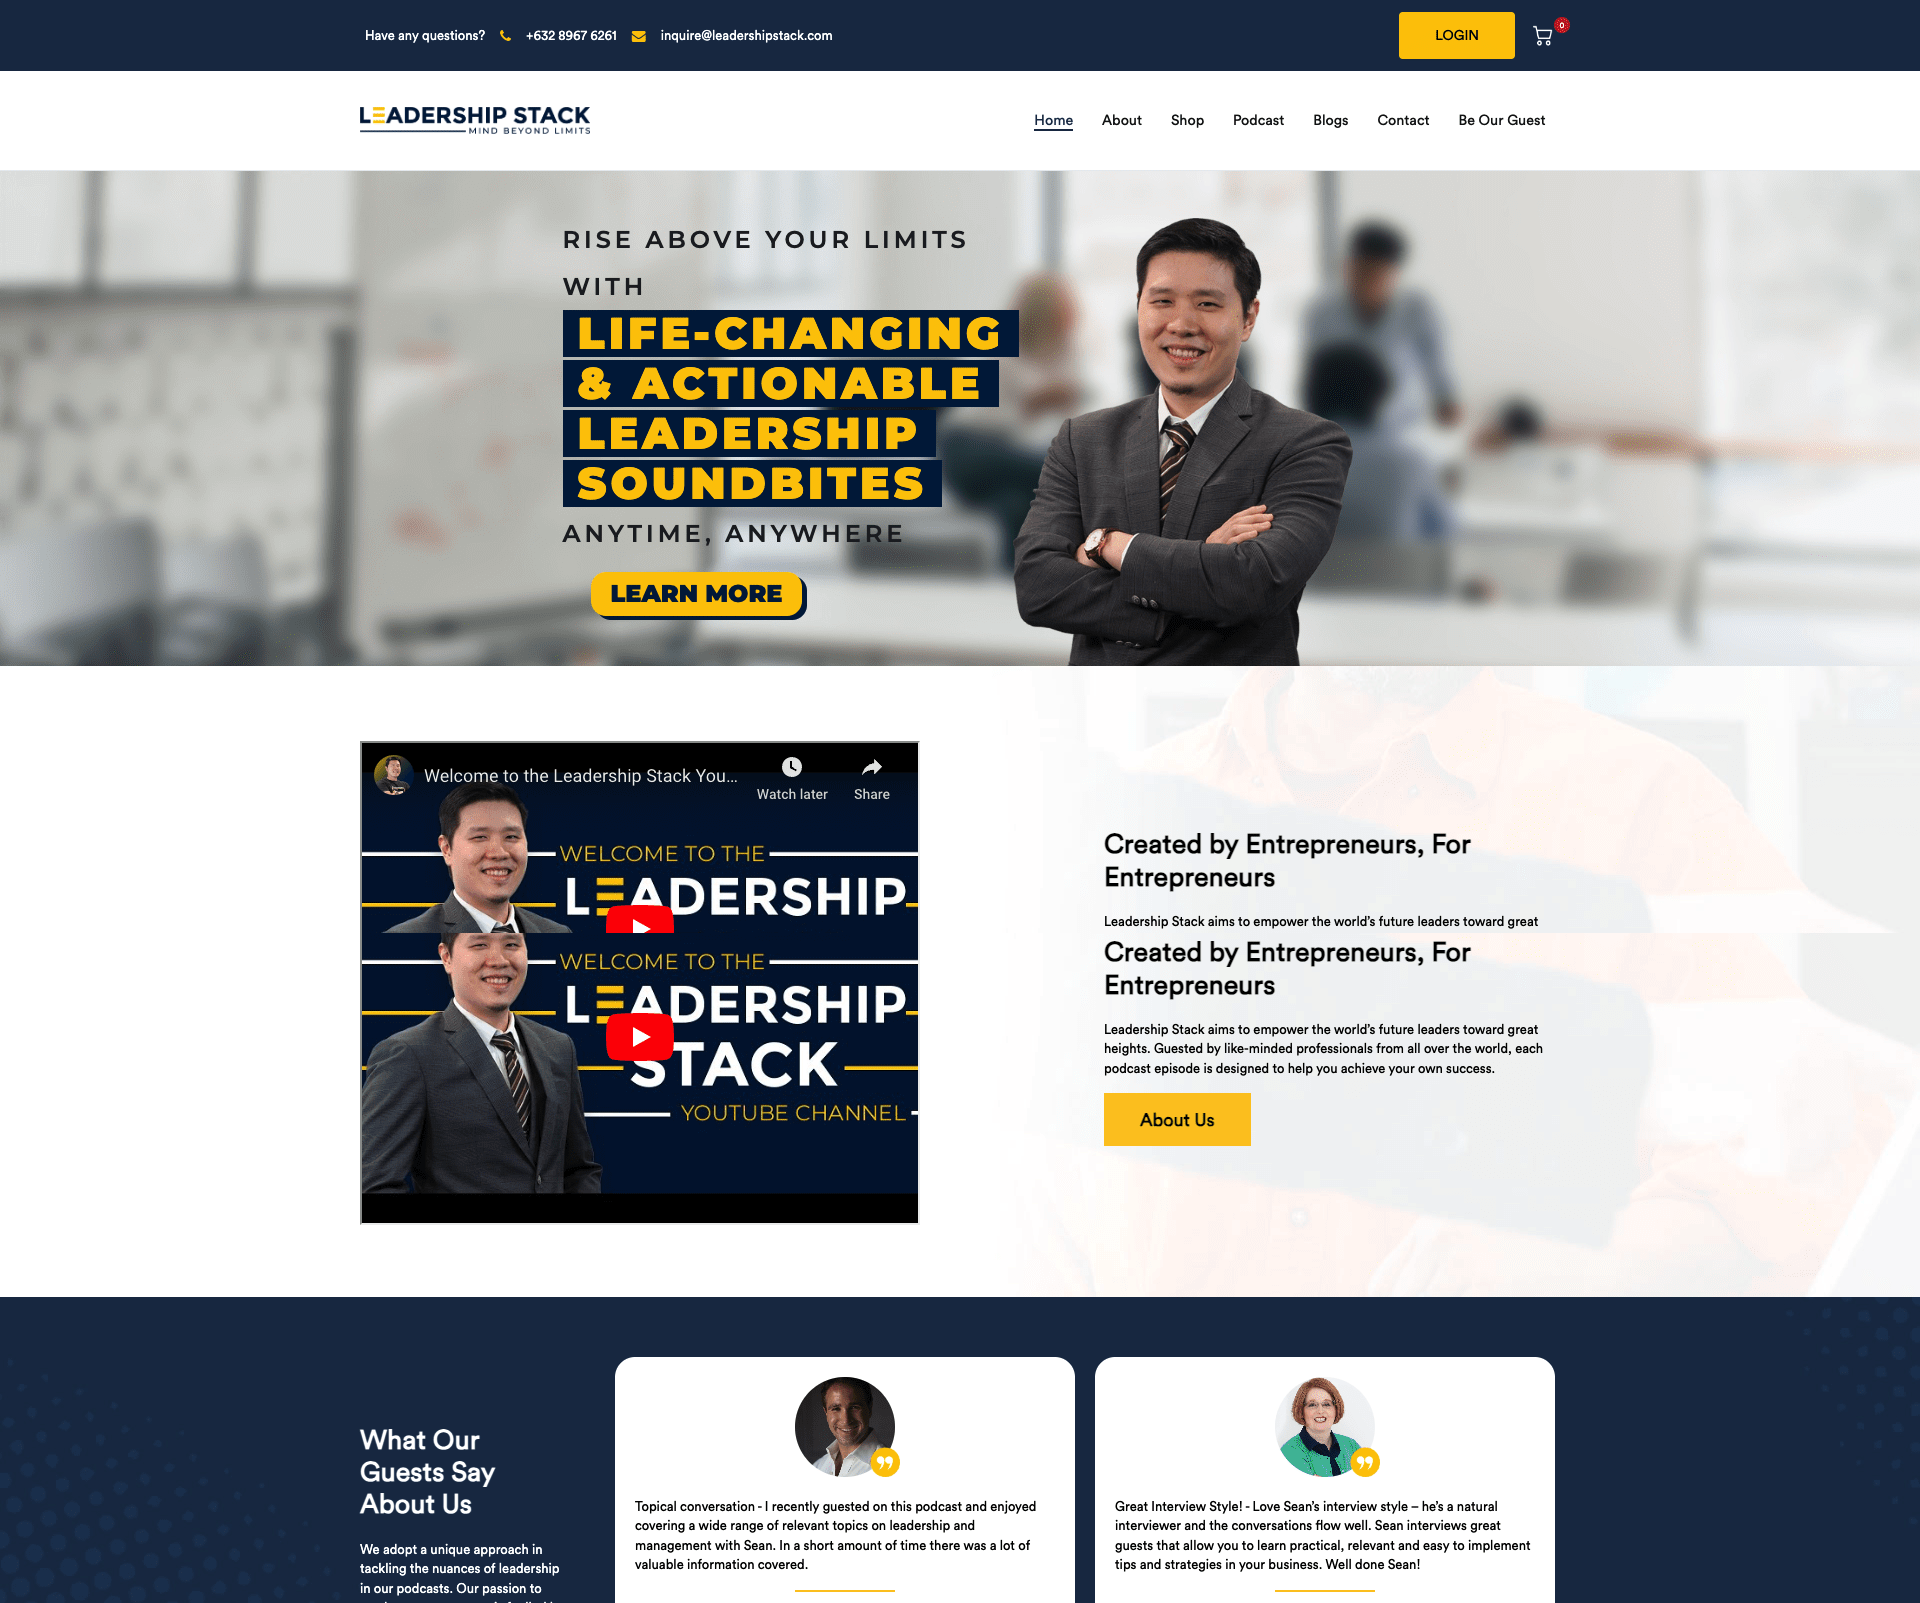 Have any questions? +632 8967 6261 inquire@leadershipstack.com LOGIN 0
LEADERSHIP STACK
MIND BEYOND LIMITS
Home About Shop Podcast Blogs Contact Be Our Guest
RISE ABOVE YOUR LIMITS
WITH
LIFE-CHANGING
& ACTIONABLE
LEADERSHIP
SOUNDBITES
ANYTIME, ANYWHERE
LEARN MORE
Welcome to the Leadership Stack You...
Watch later Share
WELCOME TO THE
LEADERSHIP
WELCOME TO THE
LEADERSHIP
STACK
YOUTUBE CHANNEL
Created by Entrepreneurs, For
Entrepreneurs
Leadership Stack aims to empower the world's future leaders toward great
Created by Entrepreneurs, For
Entrepreneurs
Leadership Stack aims to empower the world's future leaders toward great
heights. Guested by like-minded professionals from all over the world, each
podcast episode is designed to help you achieve your own success.
About Us
What Our
Guests Say
About Us
We adopt a unique approach in
tackling the nuances of leadership
in our podcasts. Our passion to
Topical conversation - I recently guested on this podcast and enjoyed
covering a wide range of relevant topics on leadership and
management with Sean. In a short amount of time there was a lot of
valuable information covered.
Great Interview Style! - Love Sean's interview style – he's a natural
interviewer and the conversations flow well. Sean interviews great
guests that allow you to learn practical, relevant and easy to implement
tips and strategies in your business. Well done Sean!